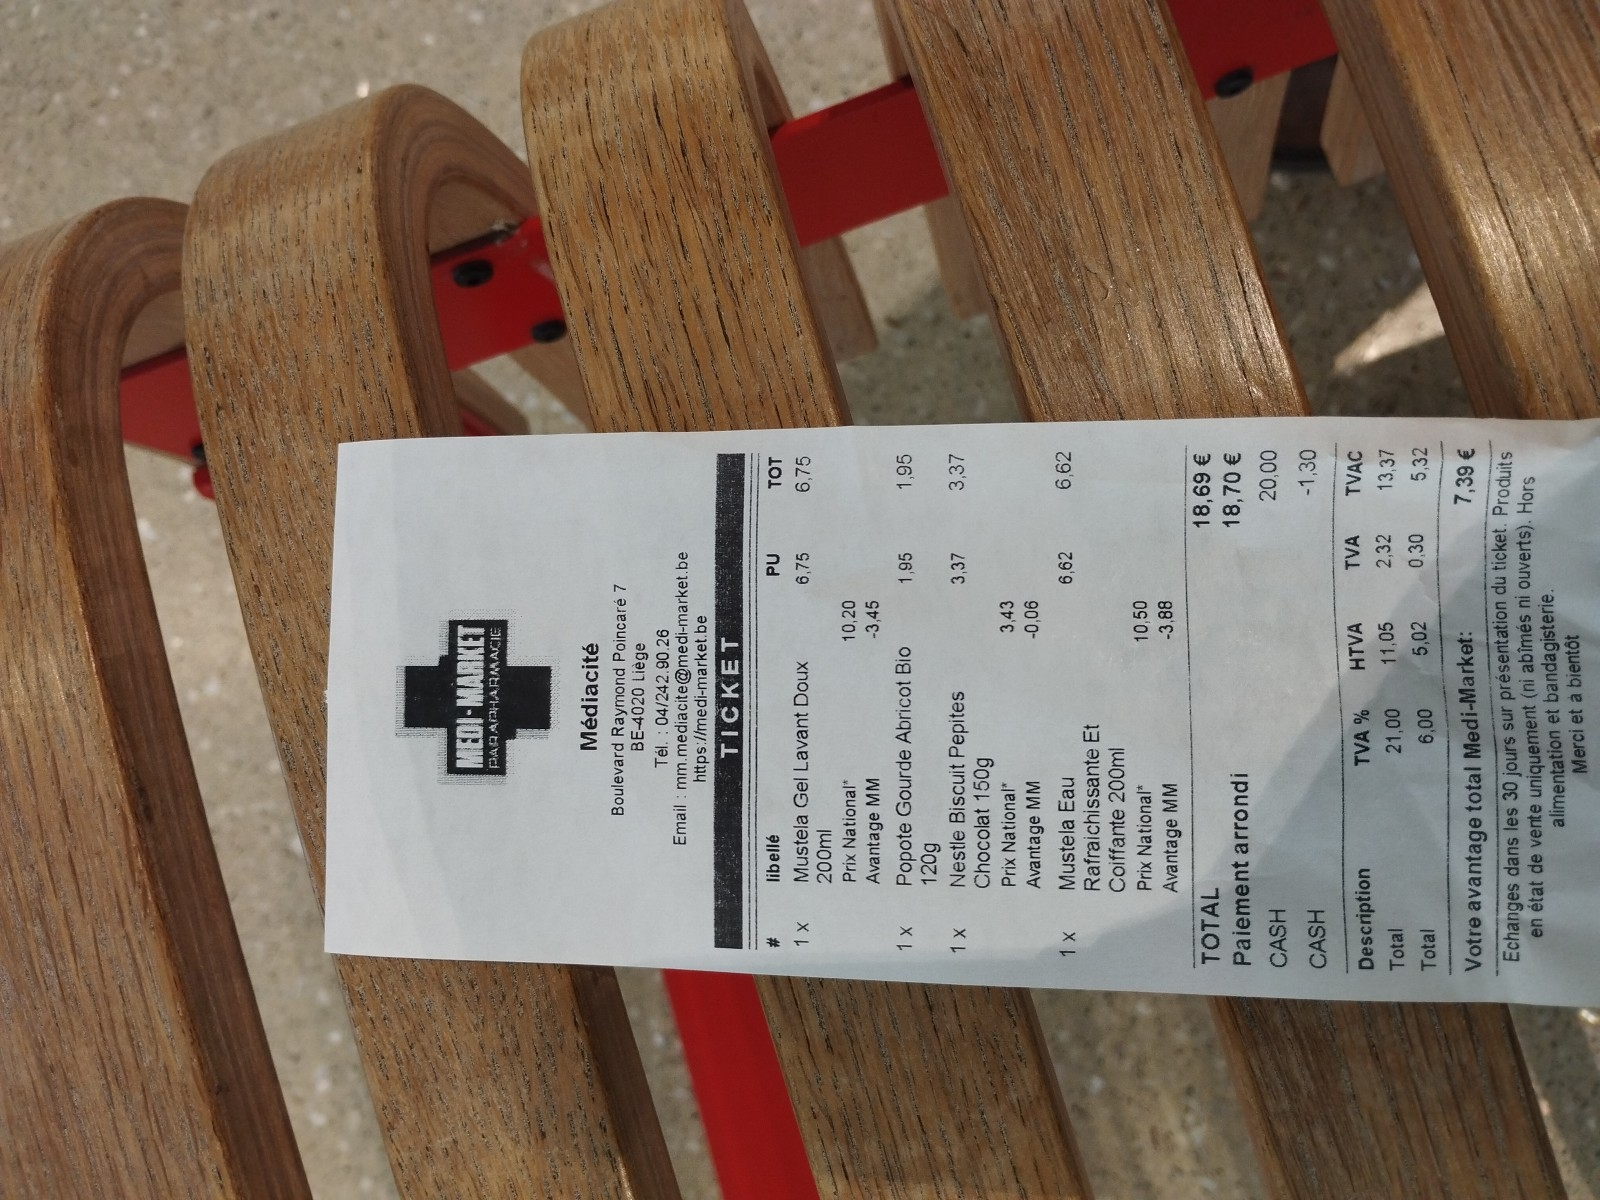 MEDI-MARKET
PARAPHARMACIE
Médiacité
Boulevard Raymond Poincaré 7
BE-4020 Liège
Tél. : 04/242.90.26
Email : mm.mediacite@medi-market.be
https://medi-market.be
TICKET
# libellé PU TOT
1 x Mustela Gel Lavant Doux 6,75 6,75
200ml
Prix National* 10,20
Avantage MM -3,45
1 x Popote Gourde Abricot Bio 1,95 1,95
120g
1 x Nestle Biscuit Pepites 3,37 3,37
Chocolat 150g
Prix National* 3,43
Avantage MM -0,06
1 x Mustela Eau 6,62 6,62
Rafraichissante Et
Coiffante 200ml
Prix National* 10,50
Avantage MM -3,88
TOTAL 18,69 €
Paiement arrondi 18,70 €
CASH 20,00
CASH -1,30
Description TVA % HTVA TVA TVAC
Total 21,00 11,05 2,32 13,37
Total 6,00 5,02 0,30 5,32
Votre avantage total Medi-Market: 7,39 €
Echanges dans les 30 jours sur présentation du ticket. Produits
en état de vente uniquement (ni abîmés ni ouverts). Hors
alimentation et bandagisterie.
Merci et à bientôt